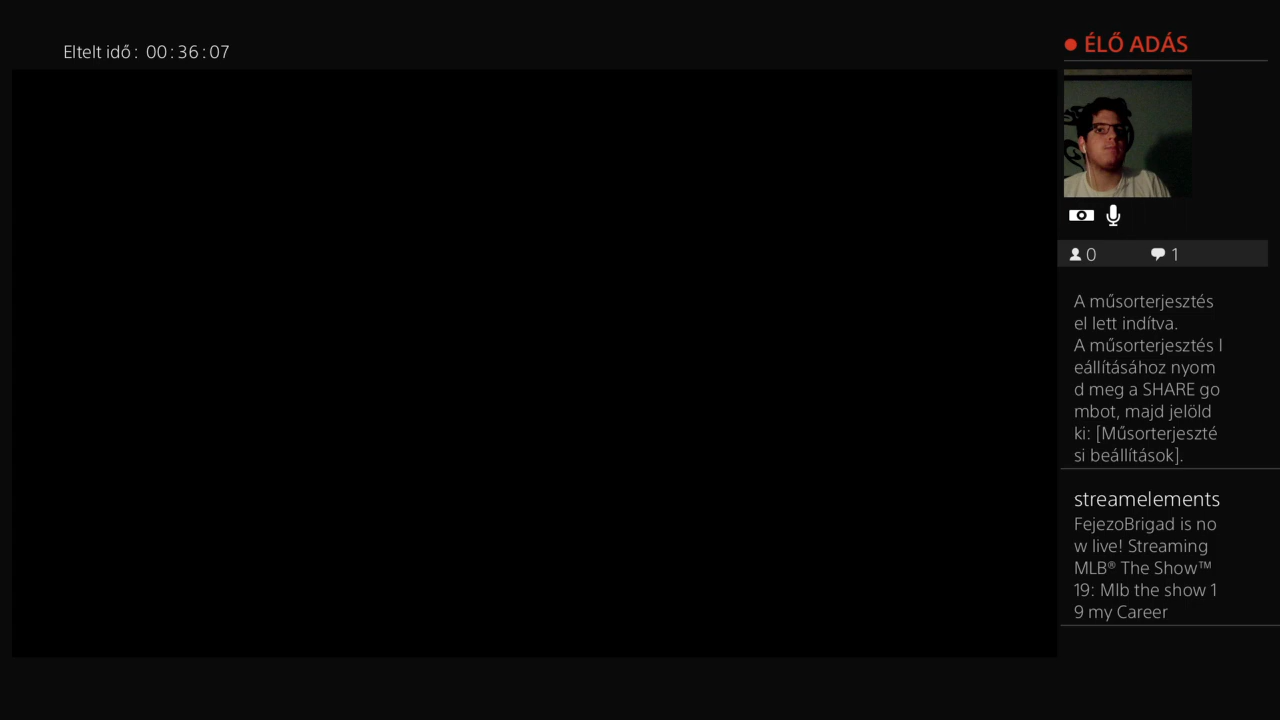 Eltelt idő: 00:36:07
ÉLŐ ADÁS
0
1
A műsorterjesztés
el lett indítva.
A műsorterjesztés l
eállításához nyom
d meg a SHARE go
mbot, majd jelöld
ki: [Műsorterjeszté
si beállítások].
streamelements
FejezoBrigad is no
w live! Streaming
MLB® The Show™
19: Mlb the show 1
9 my Career